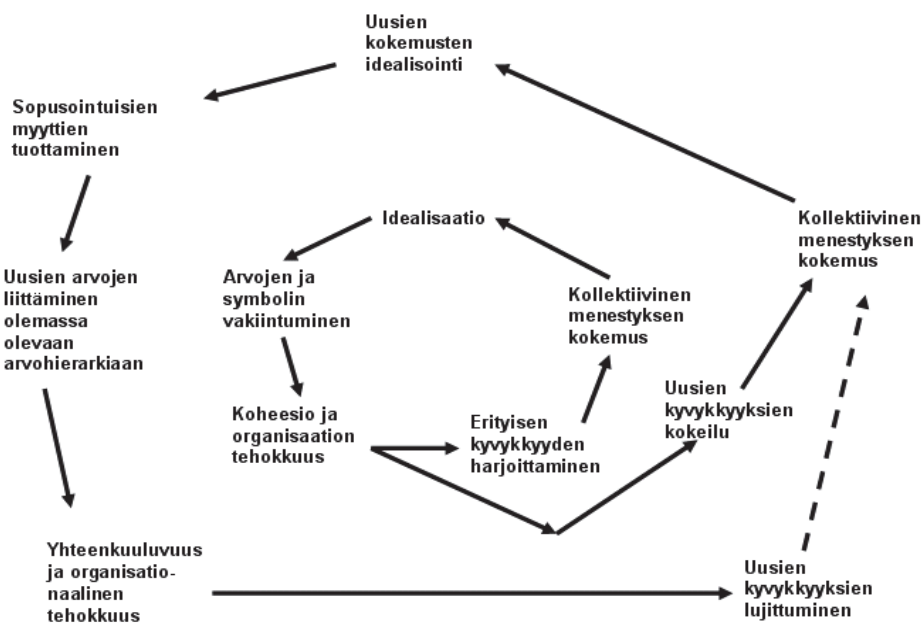 Uusien
kokemusten
idealisointi
Sopusointuisien
myyttien
tuottaminen
Idealisaatio
Kollektiivinen
menestyksen
kokemus
Uusien arvojen
liittäminen
olemassa
olevaan
arvohierarkiaan
Arvojen ja
symbolin
vakiintuminen
Kollektiivinen
menestyksen
kokemus
Koheesio ja
organisaation
tehokkuus
Erityisen
kyvykkyyden
harjoittaminen
Uusien
kyvykkyyksien
kokeilu
Yhteenkuuluvuus
ja organisatio-
naalinen
tehokkuus
Uusien
kyvykkyyksien
lujittuminen